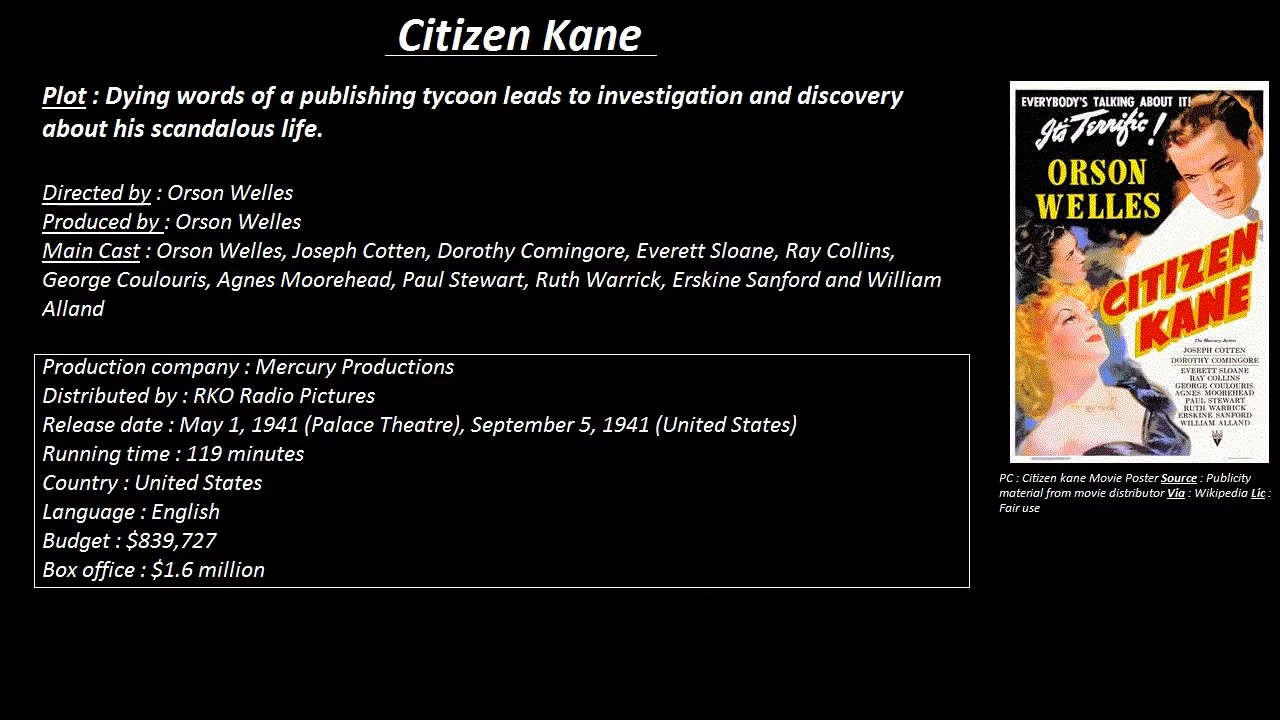 Citizen Kane
Plot : Dying words of a publishing tycoon leads to investigation and discovery
about his scandalous life.
Directed by : Orson Welles
Produced by : Orson Welles
Main Cast : Orson Welles, Joseph Cotten, Dorothy Comingore, Everett Sloane, Ray Collins,
George Coulouris, Agnes Moorehead, Paul Stewart, Ruth Warrick, Erskine Sanford and William
Alland
Production company : Mercury Productions
Distributed by : RKO Radio Pictures
Release date : May 1, 1941 (Palace Theatre), September 5, 1941 (United States)
Running time : 119 minutes
Country : United States
Language : English
Budget : $839,727
Box office : $1.6 million
EVERYBODY'S TALKING ABOUT IT!
It's Terrific!
ORSON
WELLES
CITIZEN
KANE
The Mercury Actors
JOSEPH COTTEN
DOROTHY COMINGORE
EVERETT SLOANE
RAY COLLINS
GEORGE COULOURIS
AGNES MOOREHEAD
PAUL STEWART
RUTH WARRICK
ERSKINE SANFORD
WILLIAM ALLAND
PC : Citizen kane Movie Poster Source : Publicity
material from movie distributor Via : Wikipedia Lic :
Fair use